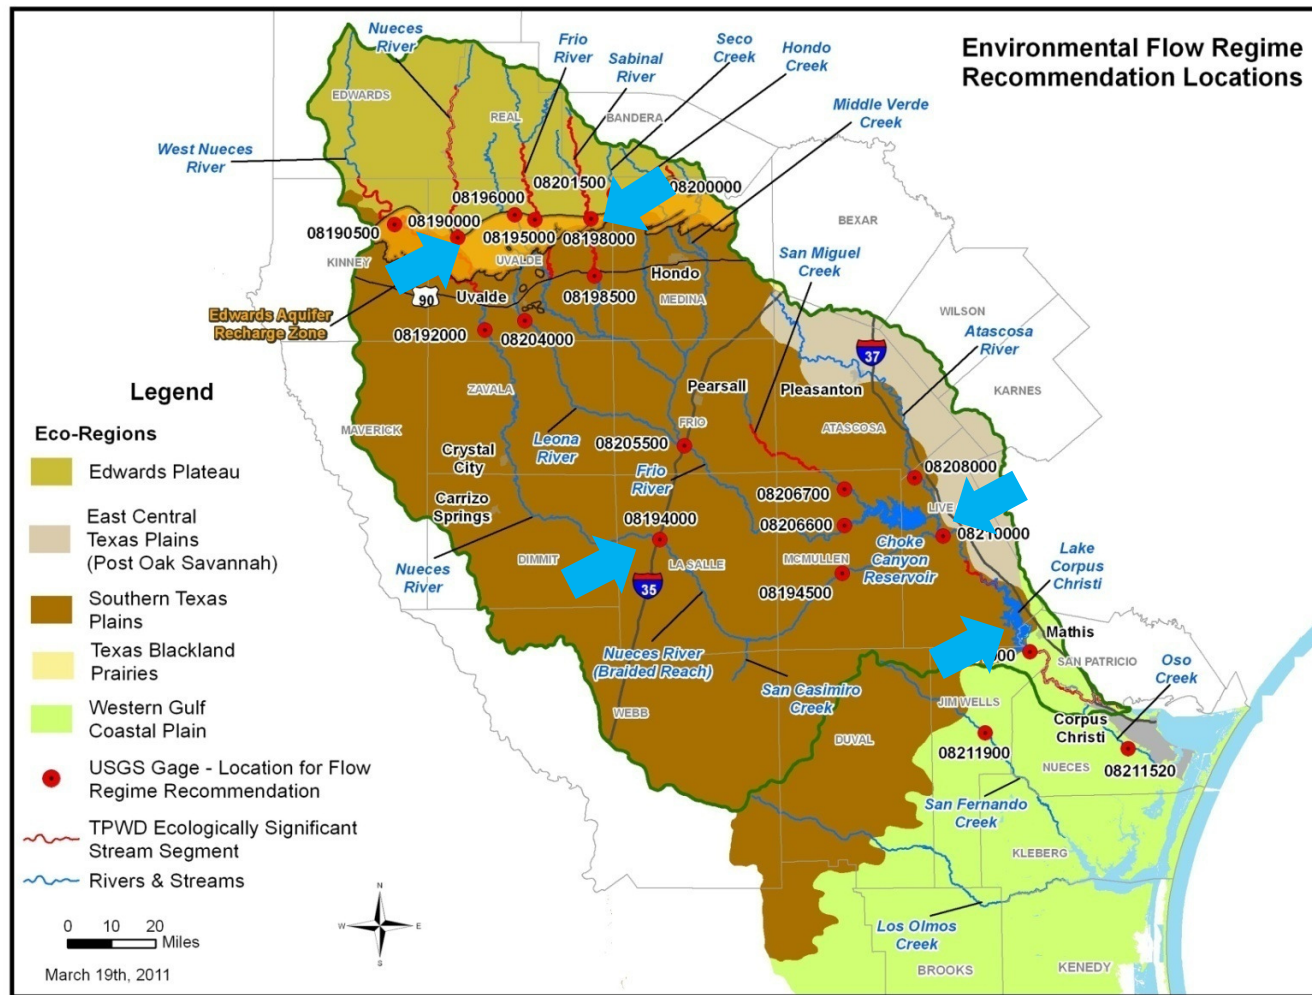 Environmental Flow Regime
Recommendation Locations
Nueces
River
Frio
River
Sabinal
River
Seco
Creek
Hondo
Creek
Middle Verde
Creek
West Nueces
River
EDWARDS
REAL
BANDERA
08201500
08200000
08196000
08190000
08190500
08195000
08198000
KINNEY
UVALDE
BEXAR
San Miguel
Creek
Hondo
MEDINA
90
Uvalde
08198500
Edwards Aquifer
Recharge Zone
08192000
08204000
WILSON
Atascosa
River
37
KARNES
Pearsall
Pleasanton
ZAVALA
FRIO
ATASCOSA
MAVERICK
Leona
River
08205500
Crystal
City
Frio
River
08208000
08206700
Carrizo
Springs
LIVE
08194000
08206600
08210000
Choke
Canyon
Reservoir
Lake
Corpus
Christi
DIMMIT
LA SALLE
MCMULLEN
Nueces
River
35
08194500
Mathis
Nueces River
(Braided Reach)
SAN PATRICIO
Oso
Creek
San Casimiro
Creek
JIM WELLS
WEBB
DUVAL
Corpus
Christi
08211900
NUECES
08211520
San Fernando
Creek
KLEBERG
Los Olmos
Creek
BROOKS
KENEDY
Legend
Eco-Regions
Edwards Plateau
East Central
Texas Plains
(Post Oak Savannah)
Southern Texas
Plains
Texas Blackland
Prairies
Western Gulf
Coastal Plain
USGS Gage - Location for Flow
Regime Recommendation
TPWD Ecologically Significant
Stream Segment
Rivers & Streams
N
W
E
S
0 10 20
Miles
March 19th, 2011